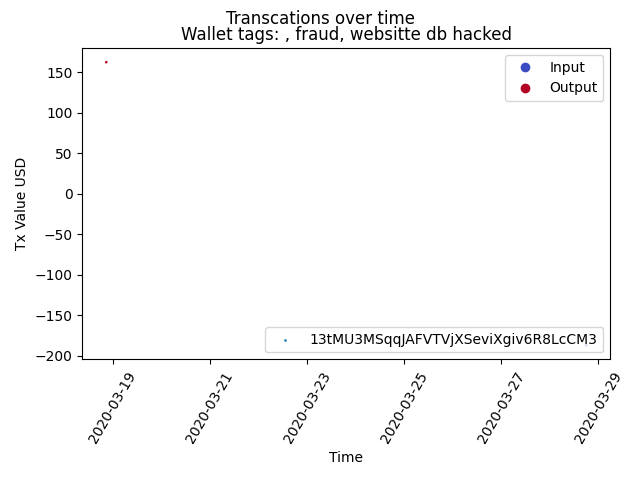 Transcations over time
Wallet tags: , fraud, websitte db hacked
Tx Value USD
150
100
50
0
−50
−100
−150
−200
Input
Output
13tMU3MSqqJAFVTVjXSeviXgiv6R8LcCM3
2020-03-19
2020-03-21
2020-03-23
2020-03-25
2020-03-27
2020-03-29
Time